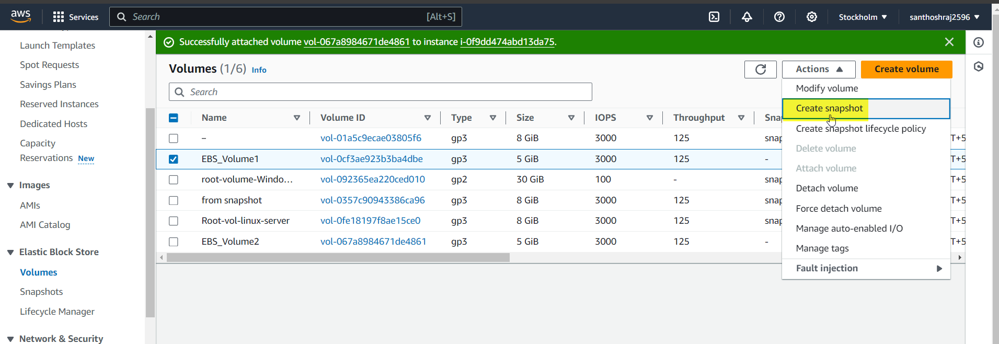 aws
Services
Search
[Alt+S]
Stockholm ▼
santhoshraj2596 ▼
Launch Templates
Spot Requests
Savings Plans
Reserved Instances
Dedicated Hosts
Capacity
Reservations New
Images
AMIs
AMI Catalog
Elastic Block Store
Volumes
Snapshots
Lifecycle Manager
Network & Security
Successfully attached volume vol-067a8984671de4861 to instance i-0f9dd474abd13da75.
Volumes (1/6) Info
Actions
Create volume
Search
Name Volume ID Type Size IOPS Throughput Sna
– vol-01a5c9ecae03805f6 gp3 8 GiB 3000 125 snap T+5
EBS_Volume1 vol-0cf3ae923b3ba4dbe gp3 5 GiB 3000 125 - T+5
root-volume-Windo... vol-092365ea220ced010 gp2 30 GiB 100 - snap T+5
from snapshot vol-0357c90943386ca96 gp3 8 GiB 3000 125 snap T+5
Root-vol-linux-server vol-0fe18197f8ae15ce0 gp3 8 GiB 3000 125 snap T+5
EBS_Volume2 vol-067a8984671de4861 gp3 5 GiB 3000 125 - T+5
Modify volume
Create snapshot
Create snapshot lifecycle policy
Delete volume
Attach volume
Detach volume
Force detach volume
Manage auto-enabled I/O
Manage tags
Fault injection